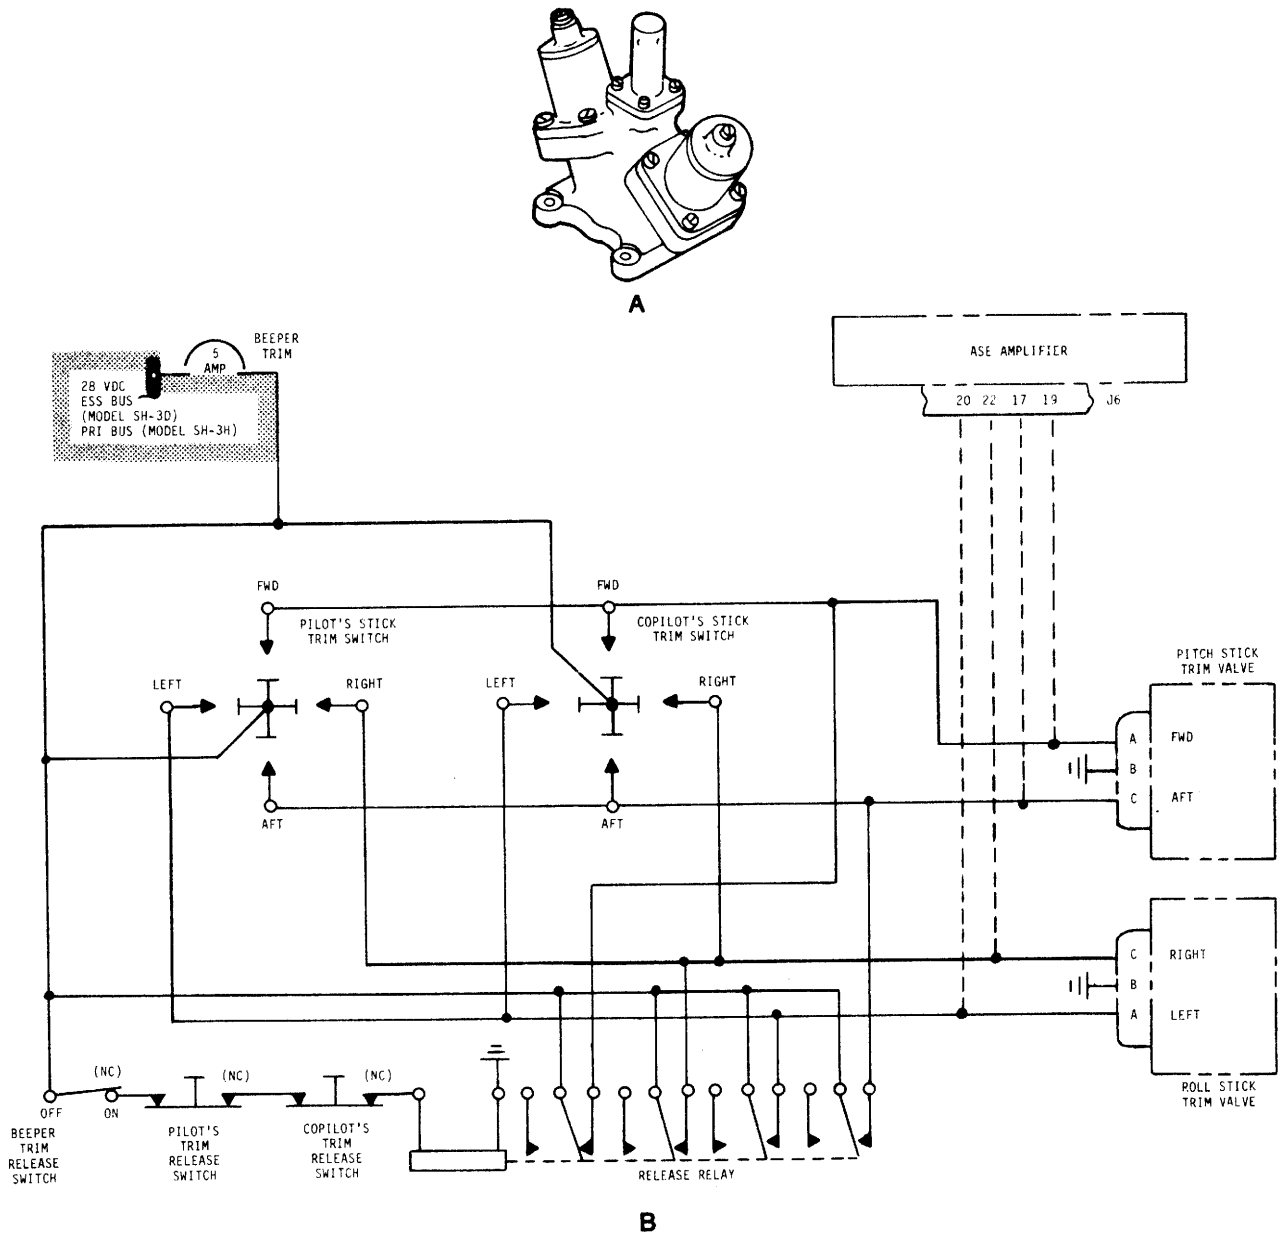 A
BEEPER
TRIM
5
AMP
28 VDC
ESS BUS
(MODEL SH-3D)
PRI BUS (MODEL SH-3H)
ASE AMPLIFIER
20 22 17 19 J6
FWD
PILOT'S STICK
TRIM SWITCH
LEFT
RIGHT
AFT
FWD
COPILOT'S STICK
TRIM SWITCH
LEFT
RIGHT
AFT
PITCH STICK
TRIM VALVE
A FWD
B
C AFT
C RIGHT
B
A LEFT
ROLL STICK
TRIM VALVE
(NC)
OFF
ON
BEEPER
TRIM
RELEASE
SWITCH
(NC)
PILOT'S
TRIM
RELEASE
SWITCH
(NC)
COPILOT'S
TRIM
RELEASE
SWITCH
RELEASE RELAY
B